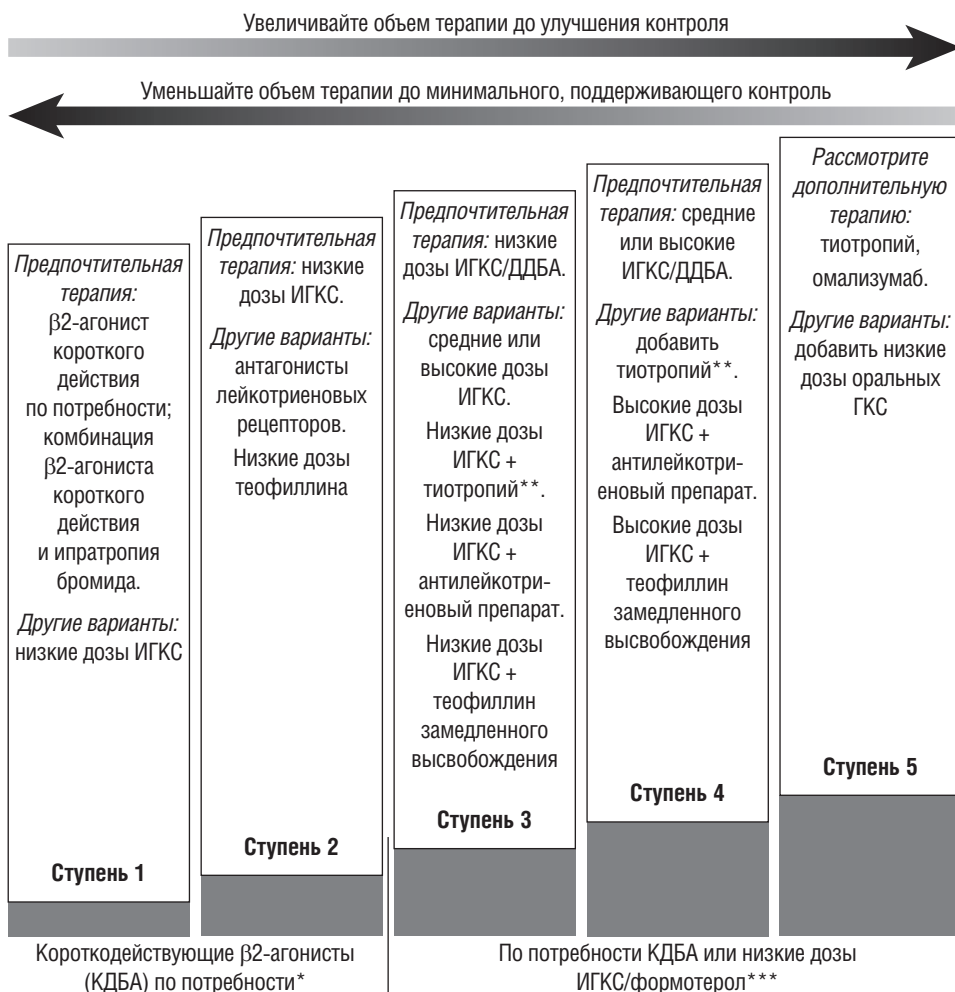 Увеличивайте объем терапии до улучшения контроля
Уменьшайте объем терапии до минимального, поддерживающего контроль
Предпочтительная
терапия:
β2-агонист
короткого
действия
по потребности;
комбинация
β2-агониста
короткого
действия
и ипратропия
бромида.
Другие варианты:
низкие дозы ИГКС
Ступень 1
Предпочтительная
терапия: низкие
дозы ИГКС.
Другие варианты:
антагонисты
лейкотриеновых
рецепторов.
Низкие дозы
теофиллина
Ступень 2
Предпочтительная
терапия: низкие
дозы ИГКС/ДДБА.
Другие варианты:
средние или
высокие дозы
ИГКС.
Низкие дозы
ИГКС +
тиотропий**.
Низкие дозы
ИГКС +
антилейкотри-
еновый препарат.
Низкие дозы
ИГКС +
теофиллин
замедленного
высвобождения
Ступень 3
Предпочтительная
терапия: средние
или высокие
ИГКС/ДДБА.
Другие варианты:
добавить
тиотропий**.
Высокие дозы
ИГКС +
антилейкотри-
еновый препарат.
Высокие дозы
ИГКС +
теофиллин
замедленного
высвобождения
Ступень 4
Рассмотрите
дополнительную
терапию:
тиотропий,
омализумаб.
Другие варианты:
добавить низкие
дозы оральных
ГКС
Ступень 5
Короткодействующие β2-агонисты
(КДБА) по потребности*
По потребности КДБА или низкие дозы
ИГКС/формотерол***